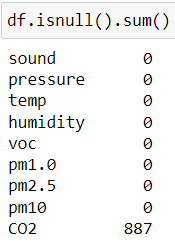 df.isnull().sum()
sound 0
pressure 0
temp 0
humidity 0
voc 0
pm1.0 0
pm2.5 0
pm10 0
CO2 887